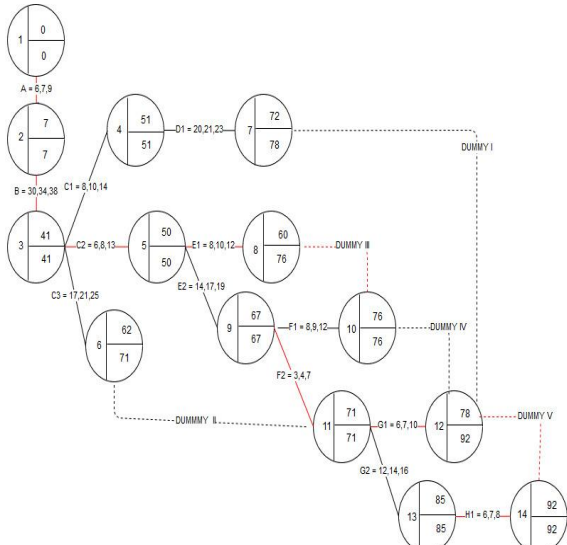 1
0
0
A = 6,7,9
2
7
7
B = 30,34,38
3
41
41
C1 = 8,10,14
4
51
51
D1 = 20,21,23
7
72
78
DUMMY I
C2 = 6,8,13
5
50
50
E1 = 8,10,12
8
60
76
DUMMY III
E2 = 14,17,19
C3 = 17,21,25
9
67
67
F1 = 8,9,12
10
76
76
DUMMY IV
6
62
71
F2 = 3,4,7
DUMMMY II
11
71
71
G1 = 6,7,10
12
78
92
DUMMY V
G2 = 12,14,16
13
85
85
H1 = 6,7,8
14
92
92